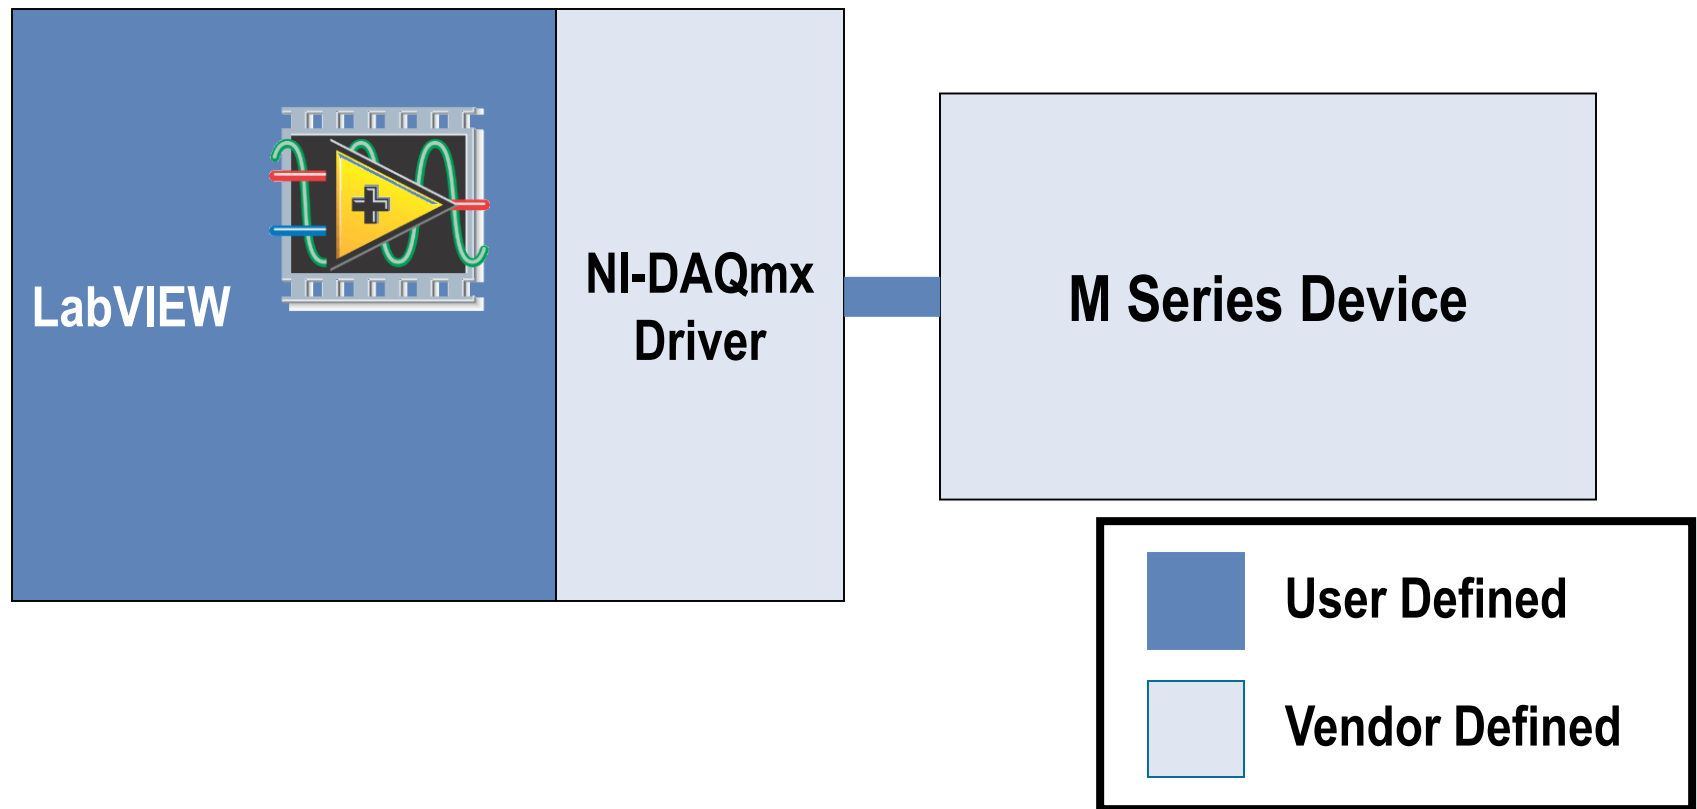 LabVIEW
NI-DAQmx
Driver
M Series Device
User Defined
Vendor Defined